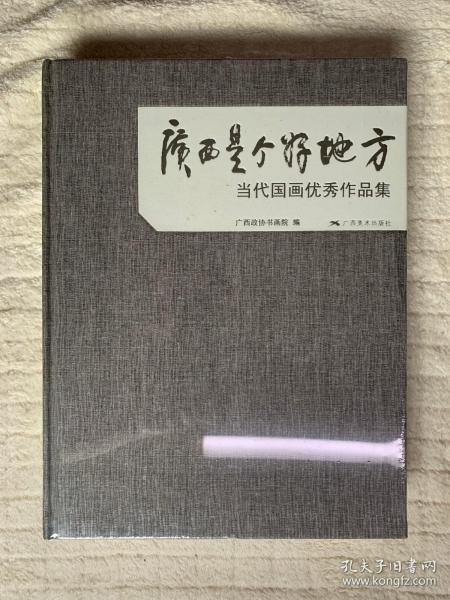 廣西是个好地方
当代国画优秀作品集
广西政协书画院 编
广西美术出版社
孔夫子旧书网
www.kongfz.com